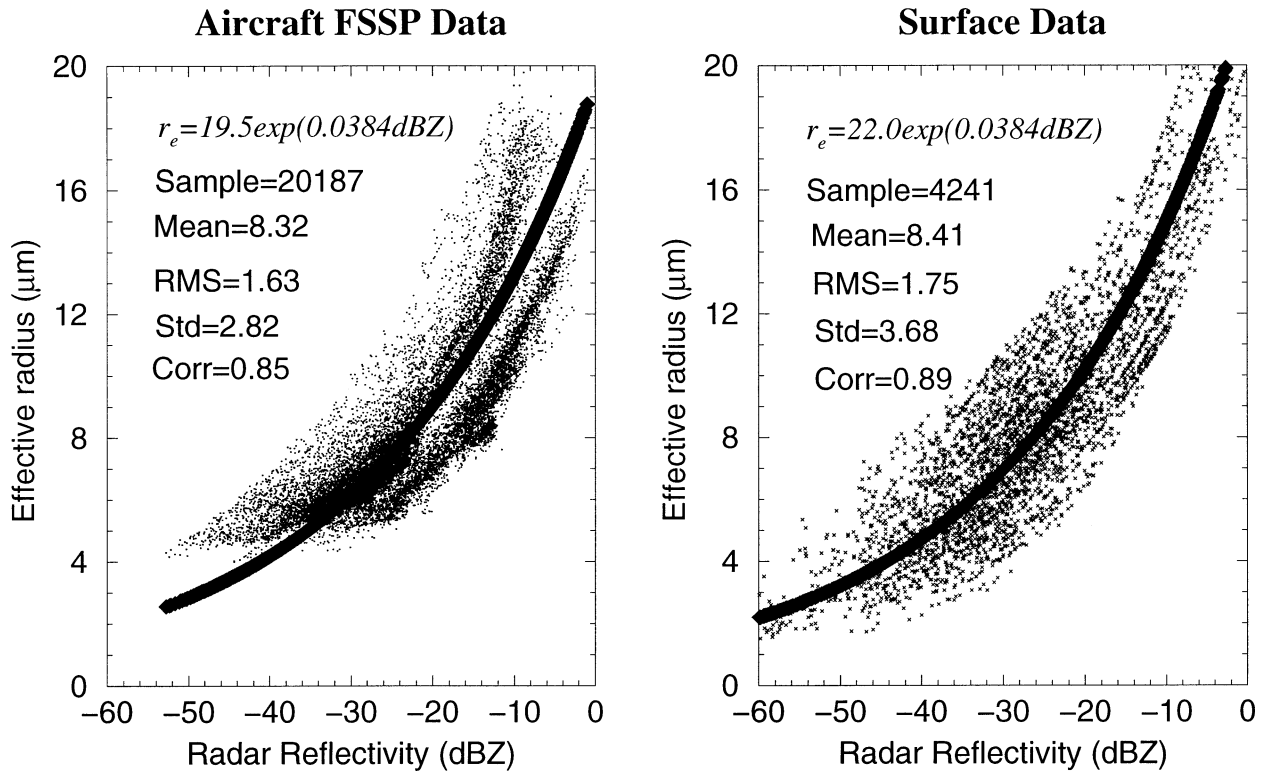 Aircraft FSSP Data
20
16
12
8
4
0
Effective radius (μm)
r_e=19.5exp(0.0384dBZ)
Sample=20187
Mean=8.32
RMS=1.63
Std=2.82
Corr=0.85
−60 −50 −40 −30 −20 −10 0
Radar Reflectivity (dBZ)
Surface Data
20
16
12
8
4
0
Effective radius (μm)
r_e=22.0exp(0.0384dBZ)
Sample=4241
Mean=8.41
RMS=1.75
Std=3.68
Corr=0.89
−60 −50 −40 −30 −20 −10 0
Radar Reflectivity (dBZ)